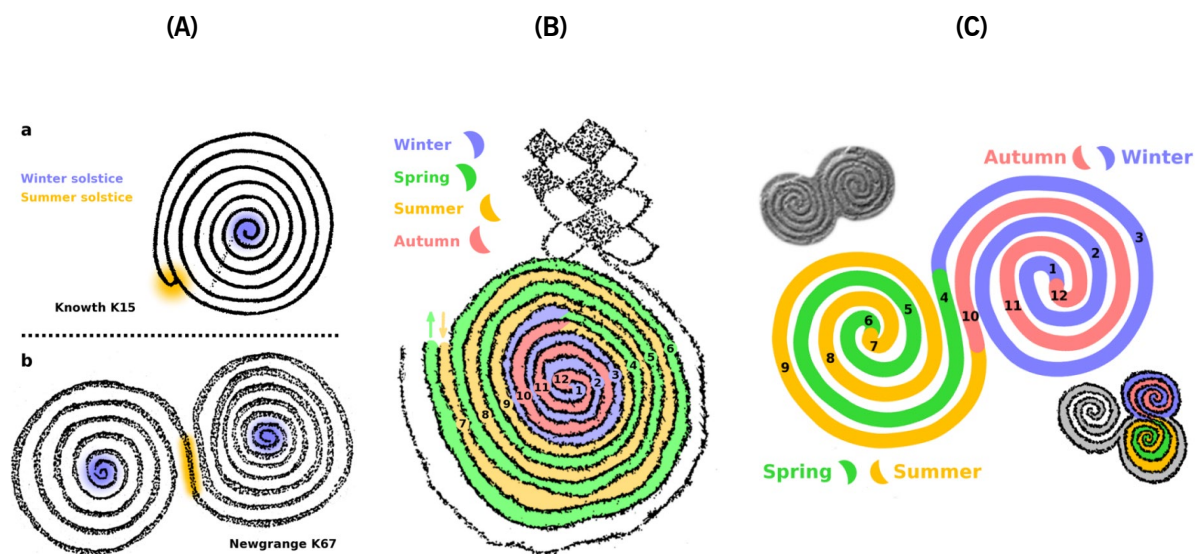 (A)
(B)
(C)
a
Winter solstice
Summer solstice
Knowth K15
b
Newgrange K67
Winter
Spring
Summer
Autumn
1
2
3
4
5
6
7
8
9
10
11
12
Autumn Winter
1
2
3
4
5
6
7
8
9
10
11
12
Spring Summer